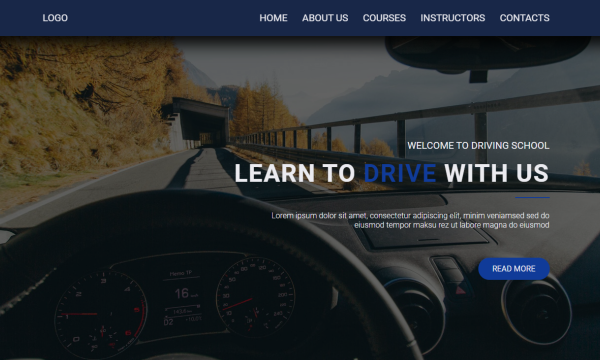 LOGO
HOME ABOUT US COURSES INSTRUCTORS CONTACTS
WELCOME TO DRIVING SCHOOL
LEARN TO DRIVE WITH US
Lorem ipsum dolor sit amet, consectetur adipiscing elit, minim veniamsed sed do
eiusmod tempor maksu rez ut labore magna do eiusmod
READ MORE
16